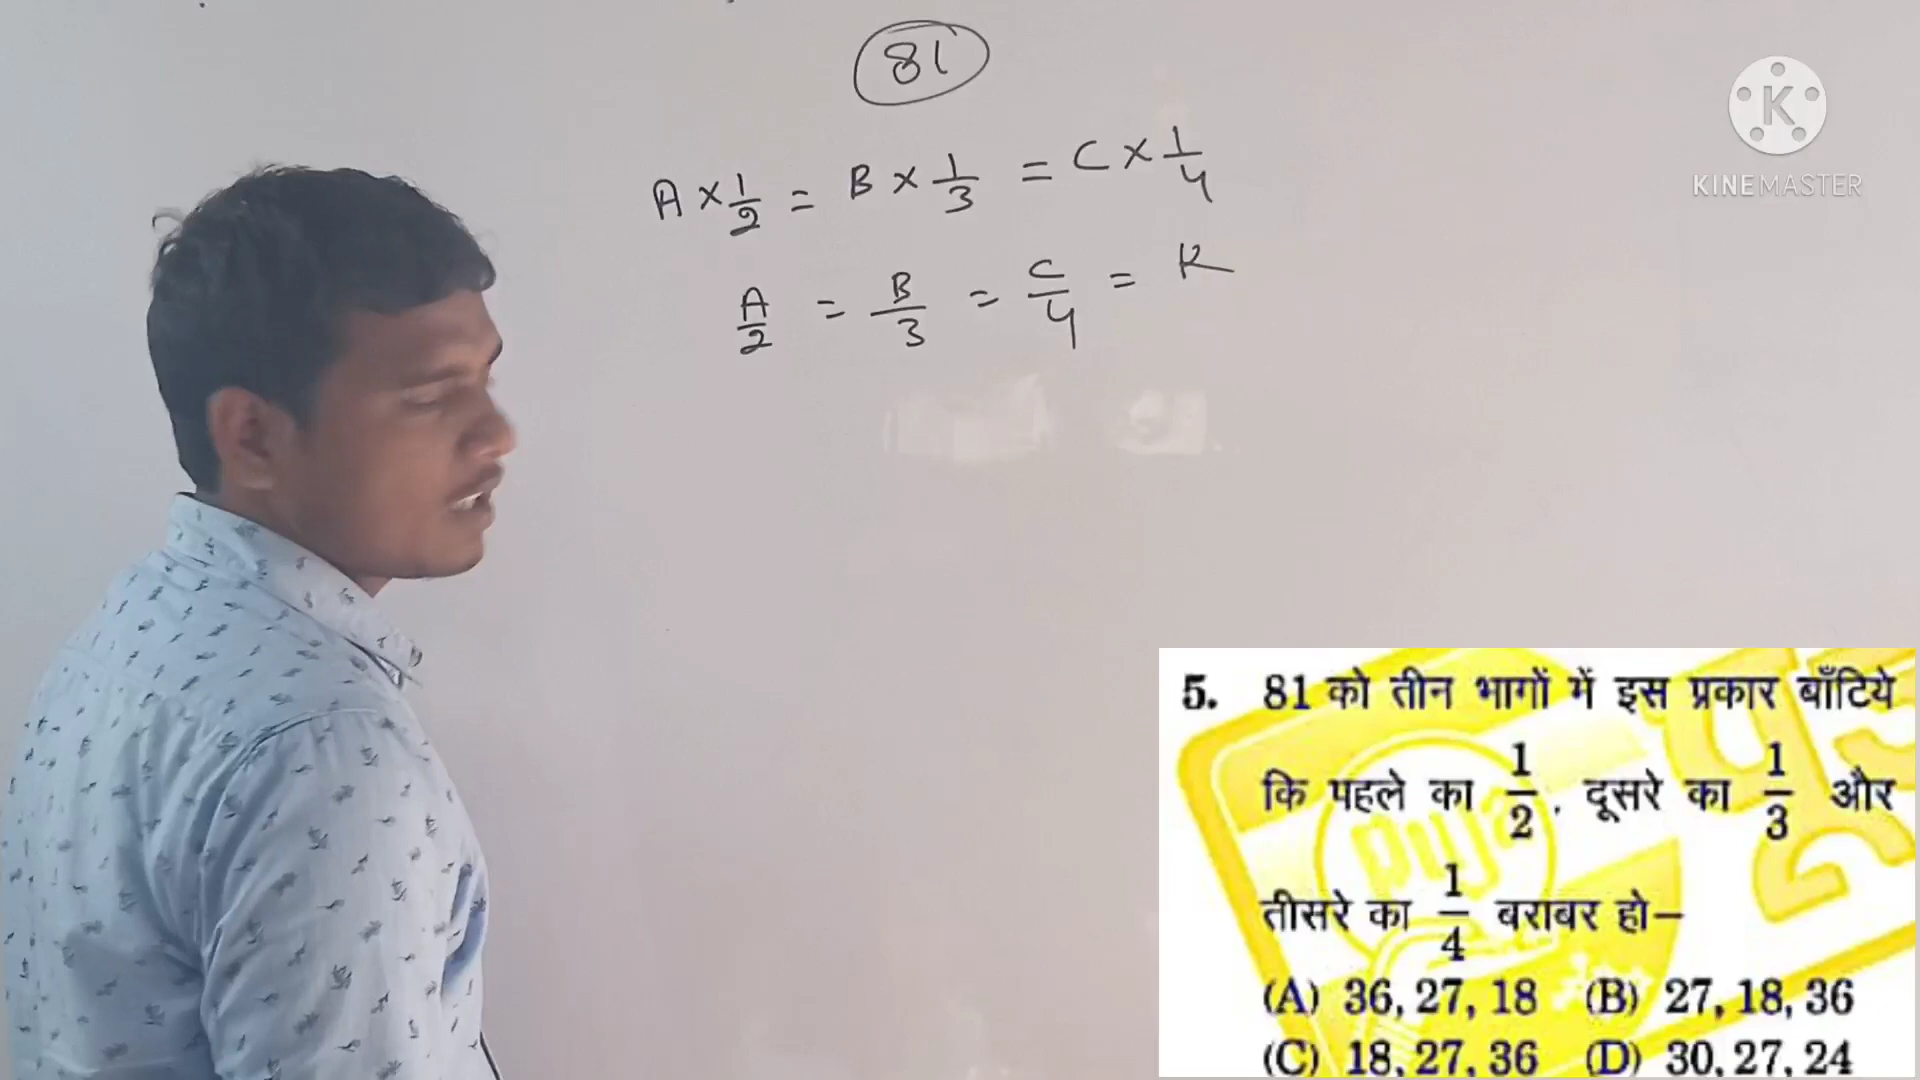 81
A × 1/2 = B × 1/3 = C × 1/4
A/2 = B/3 = C/4 = K
KINEMASTER
5. 81 को तीन भागों में इस प्रकार बाँटिये
कि पहले का 1/2, दूसरे का 1/3 और
तीसरे का 1/4 बराबर हो–
(A) 36, 27, 18 (B) 27, 18, 36
(C) 18, 27, 36 (D) 30, 27, 24